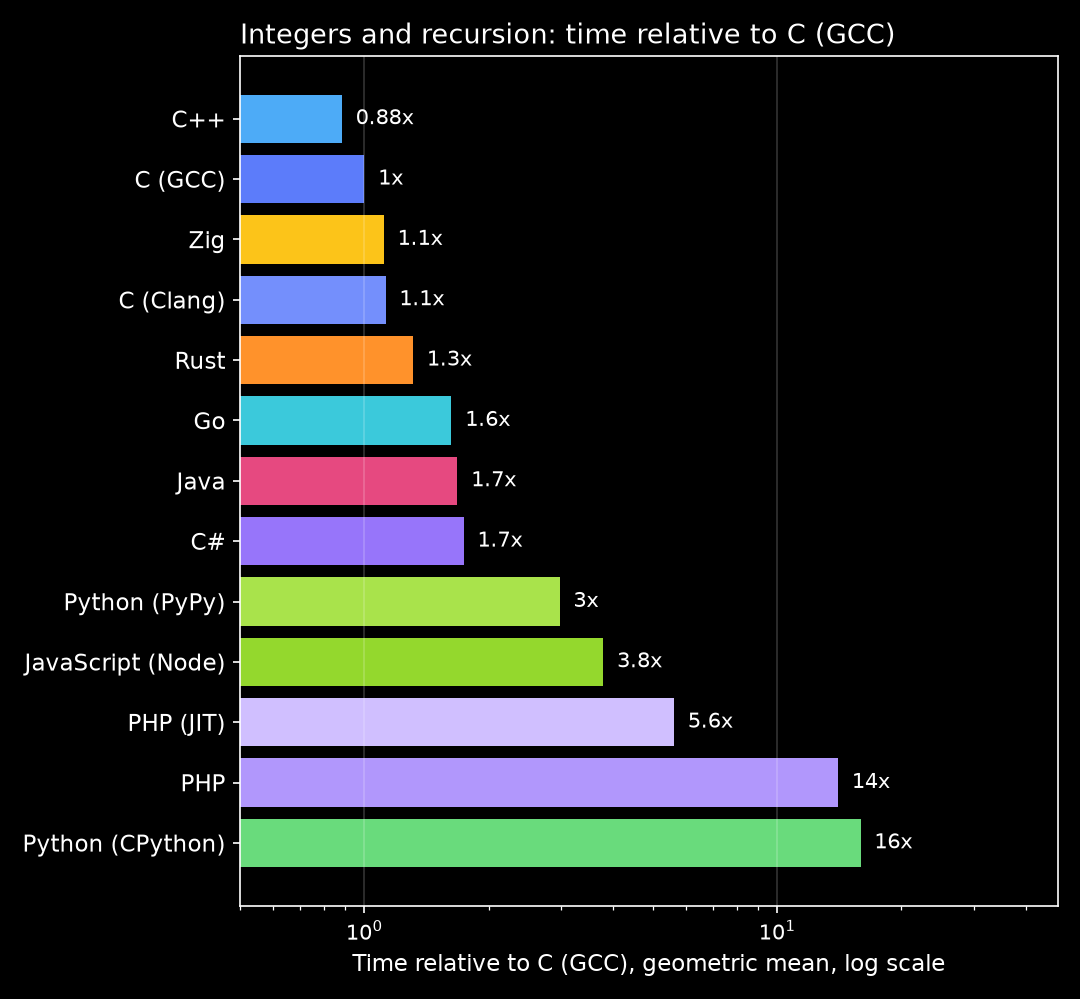 Integers and recursion: time relative to C (GCC)
C++ 0.88x
C (GCC) 1x
Zig 1.1x
C (Clang) 1.1x
Rust 1.3x
Go 1.6x
Java 1.7x
C# 1.7x
Python (PyPy) 3x
JavaScript (Node) 3.8x
PHP (JIT) 5.6x
PHP 14x
Python (CPython) 16x
10⁰ 10¹
Time relative to C (GCC), geometric mean, log scale